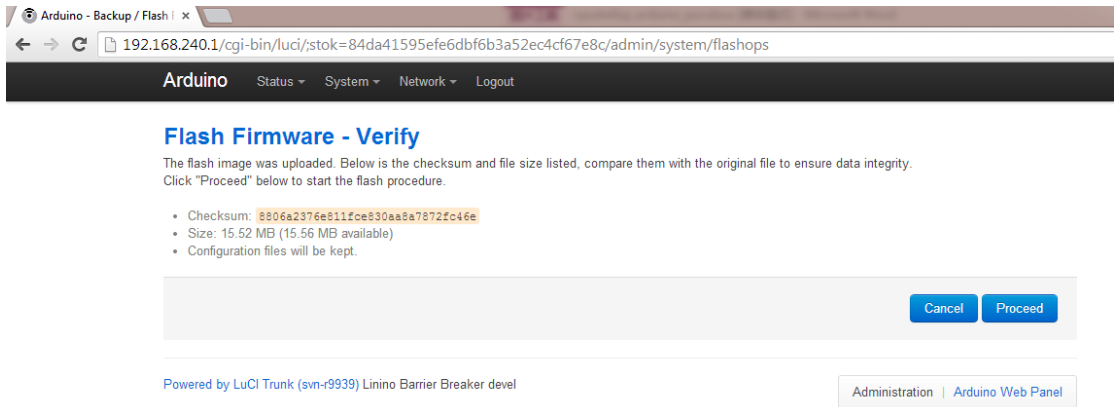 Arduino - Backup / Flash F
192.168.240.1/cgi-bin/luci/;stok=84da41595efe6dbf6b3a52ec4cf67e8c/admin/system/flashops
Arduino Status System Network Logout
Flash Firmware - Verify
The flash image was uploaded. Below is the checksum and file size listed, compare them with the original file to ensure data integrity.
Click "Proceed" below to start the flash procedure.
Checksum: 8806a2376e811fce830aa8a7872fc46e
Size: 15.52 MB (15.56 MB available)
Configuration files will be kept.
Cancel Proceed
Powered by LuCI Trunk (svn-r9939) Linino Barrier Breaker devel
Administration | Arduino Web Panel